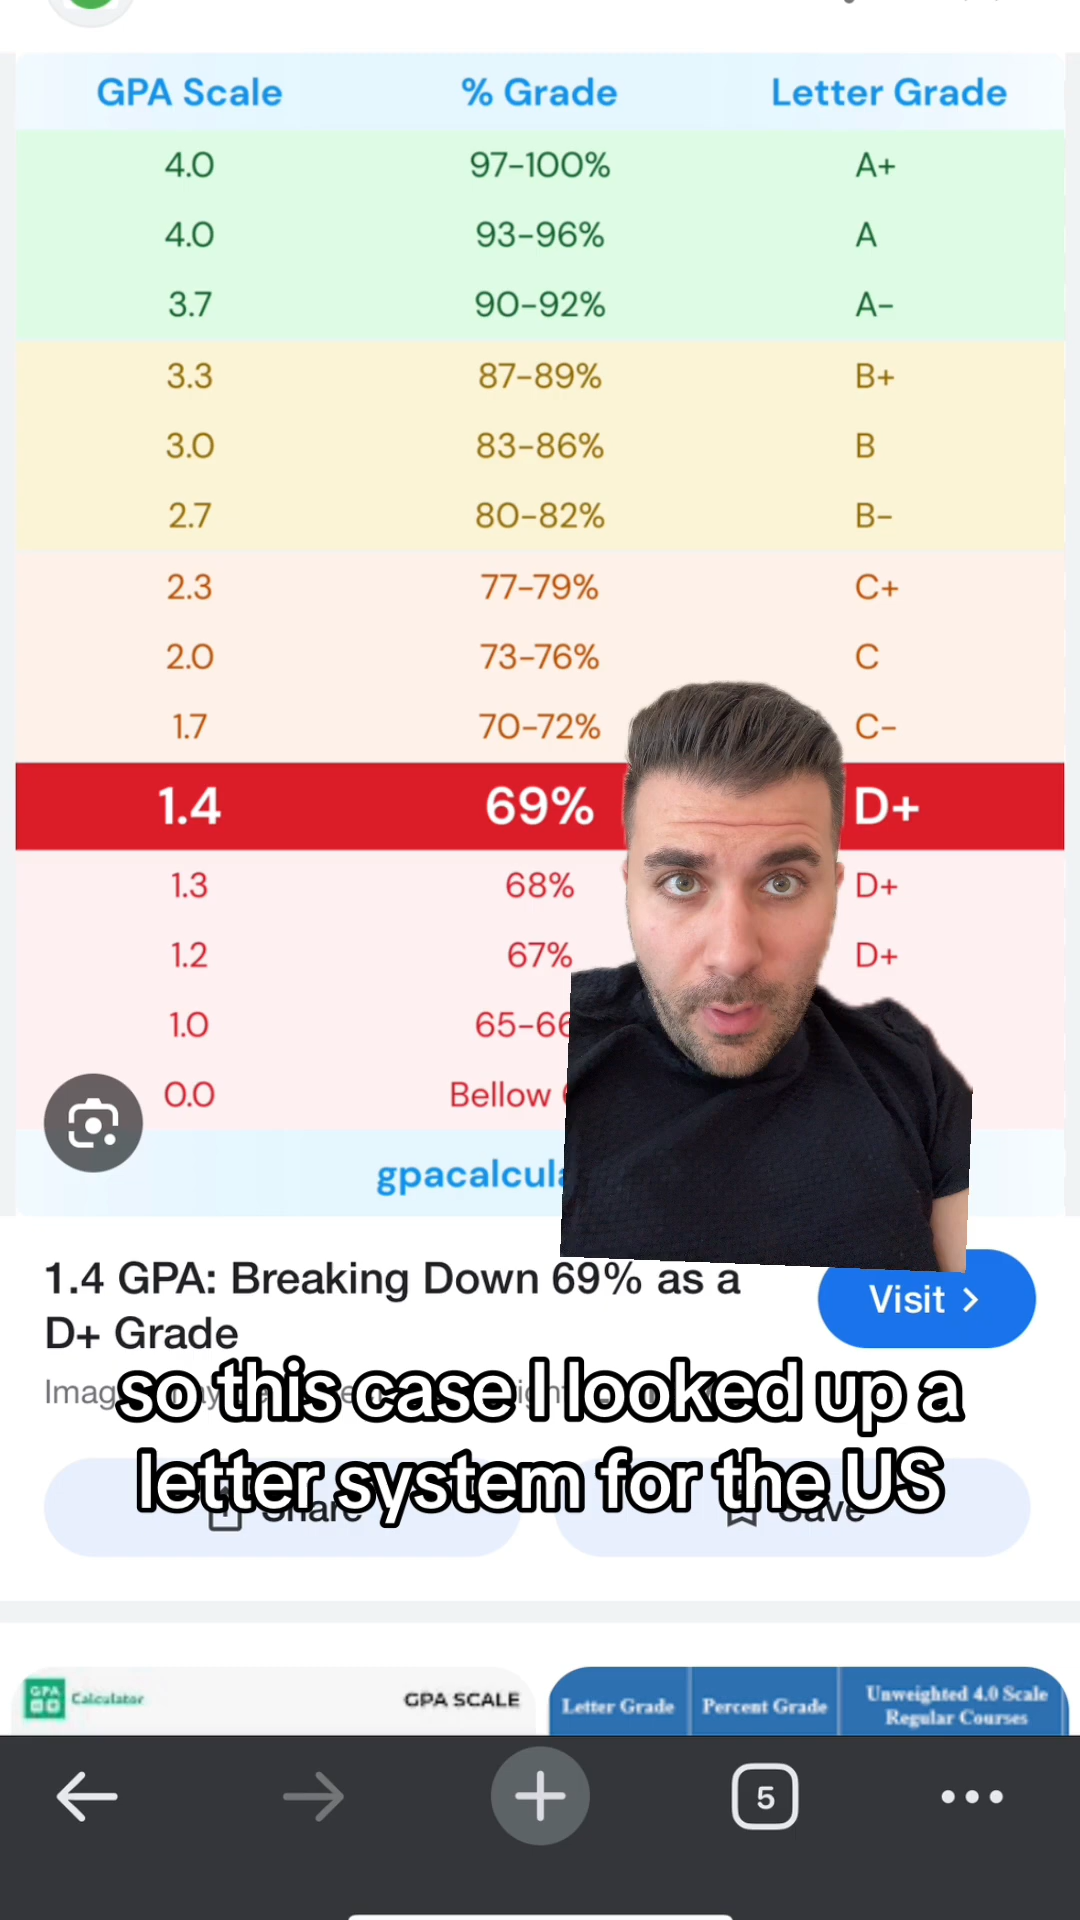 GPA Scale % Grade Letter Grade
4.0 97-100% A+
4.0 93-96% A
3.7 90-92% A-
3.3 87-89% B+
3.0 83-86% B
2.7 80-82% B-
2.3 77-79% C+
2.0 73-76% C
1.7 70-72% C-
1.4 69% D+
1.3 68% D+
1.2 67% D+
1.0
0.0 Bellow
1.4 GPA: Breaking Down 69% as a
D+ Grade
Visit
so this case I looked up a
letter system for the US
Share Save
GPA Calculator GPA SCALE
Letter Grade Percent Grade Unweighted 4.0 Scale
Regular Courses
5